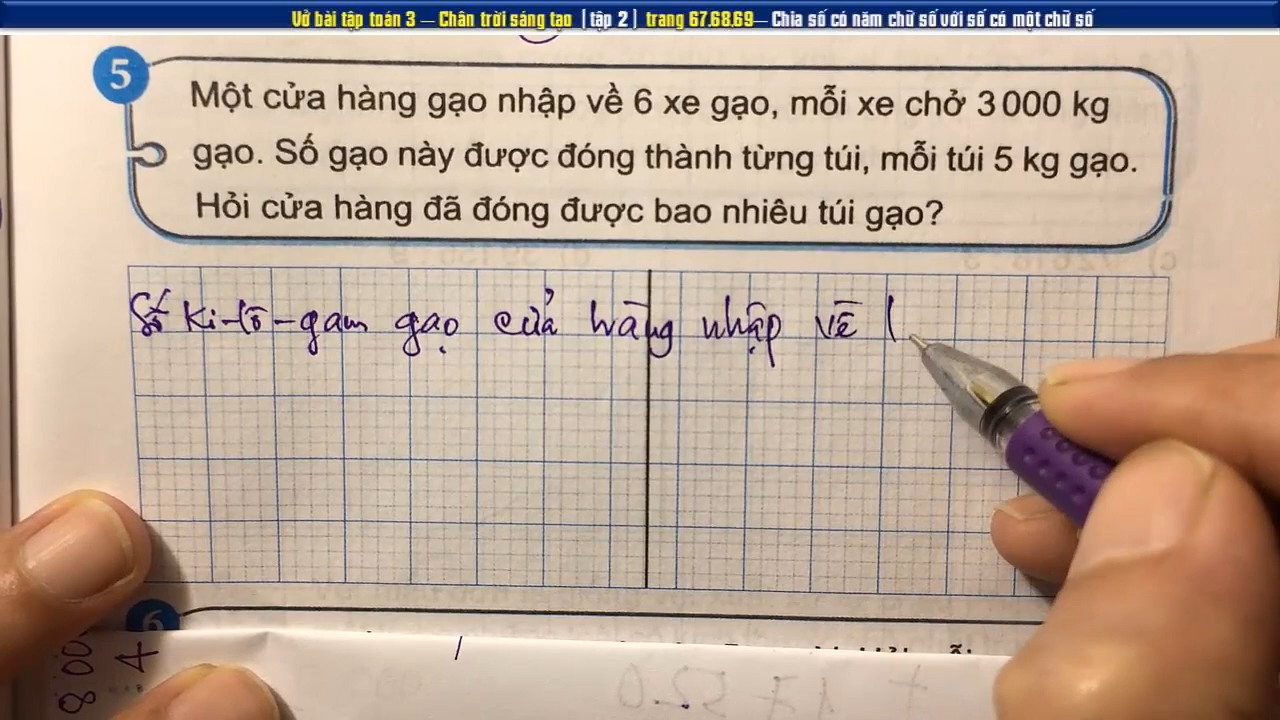 Vở bài tập toán 3 – Chân trời sáng tạo (tập 2) trang 67,68,69– Chia số có năm chữ số với số có một chữ số
5
Một cửa hàng gạo nhập về 6 xe gạo, mỗi xe chở 3 000 kg
gạo. Số gạo này được đóng thành từng túi, mỗi túi 5 kg gạo.
Hỏi cửa hàng đã đóng được bao nhiêu túi gạo?
Số ki-lô-gam gạo cửa hàng nhập về l
6
800
4
17 520